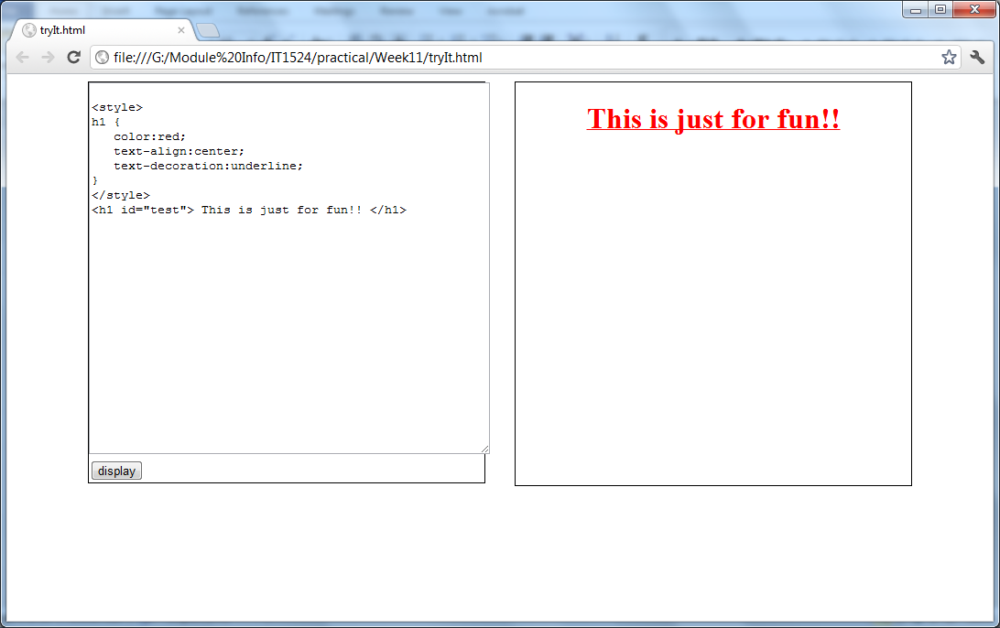 tryIt.html
file:///G:/Module%20Info/IT1524/practical/Week11/tryIt.html
<style>
h1 {
color:red;
text-align:center;
text-decoration:underline;
}
</style>
<h1 id="test"> This is just for fun!! </h1>
display
This is just for fun!!